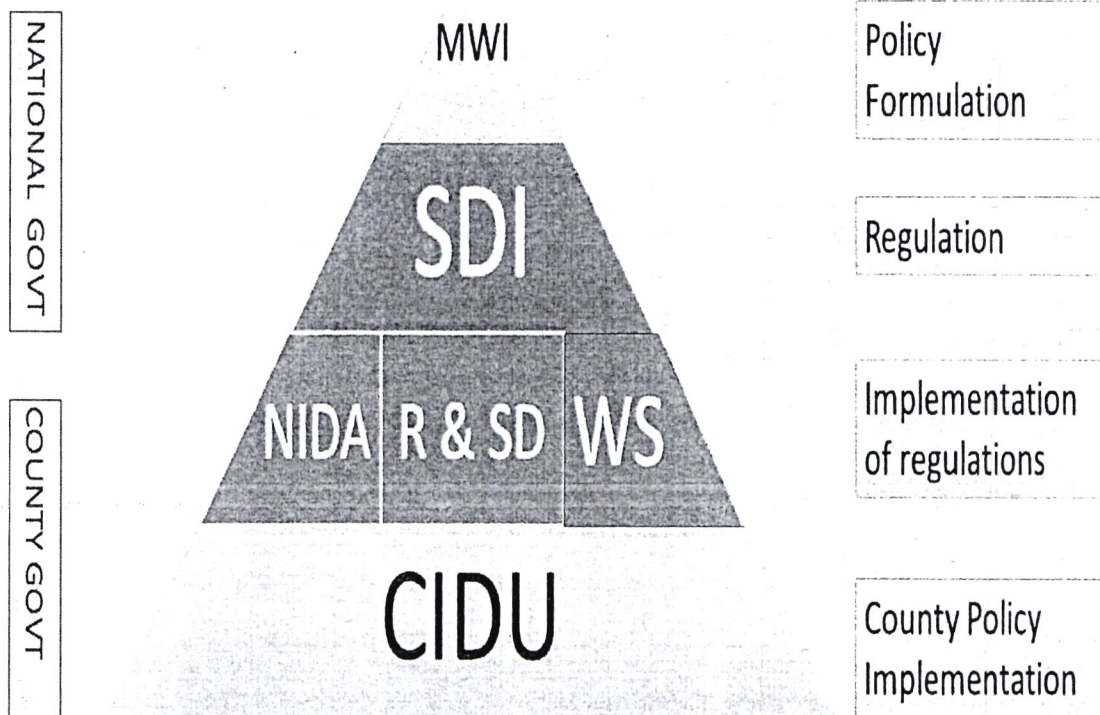 NATIONAL GOVT
MWI
Policy
Formulation
SDI
Regulation
COUNTY GOVT
NIDA
R & SD
WS
Implementation
of regulations
CIDU
County Policy
Implementation